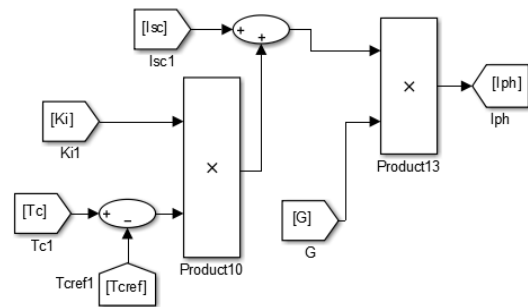 [Isc]
Isc1
+
+
[Ki]
Ki1
×
Product10
[Tc]
Tc1
+
−
Tcref1
[Tcref]
×
Product13
[G]
G
[Iph]
Iph